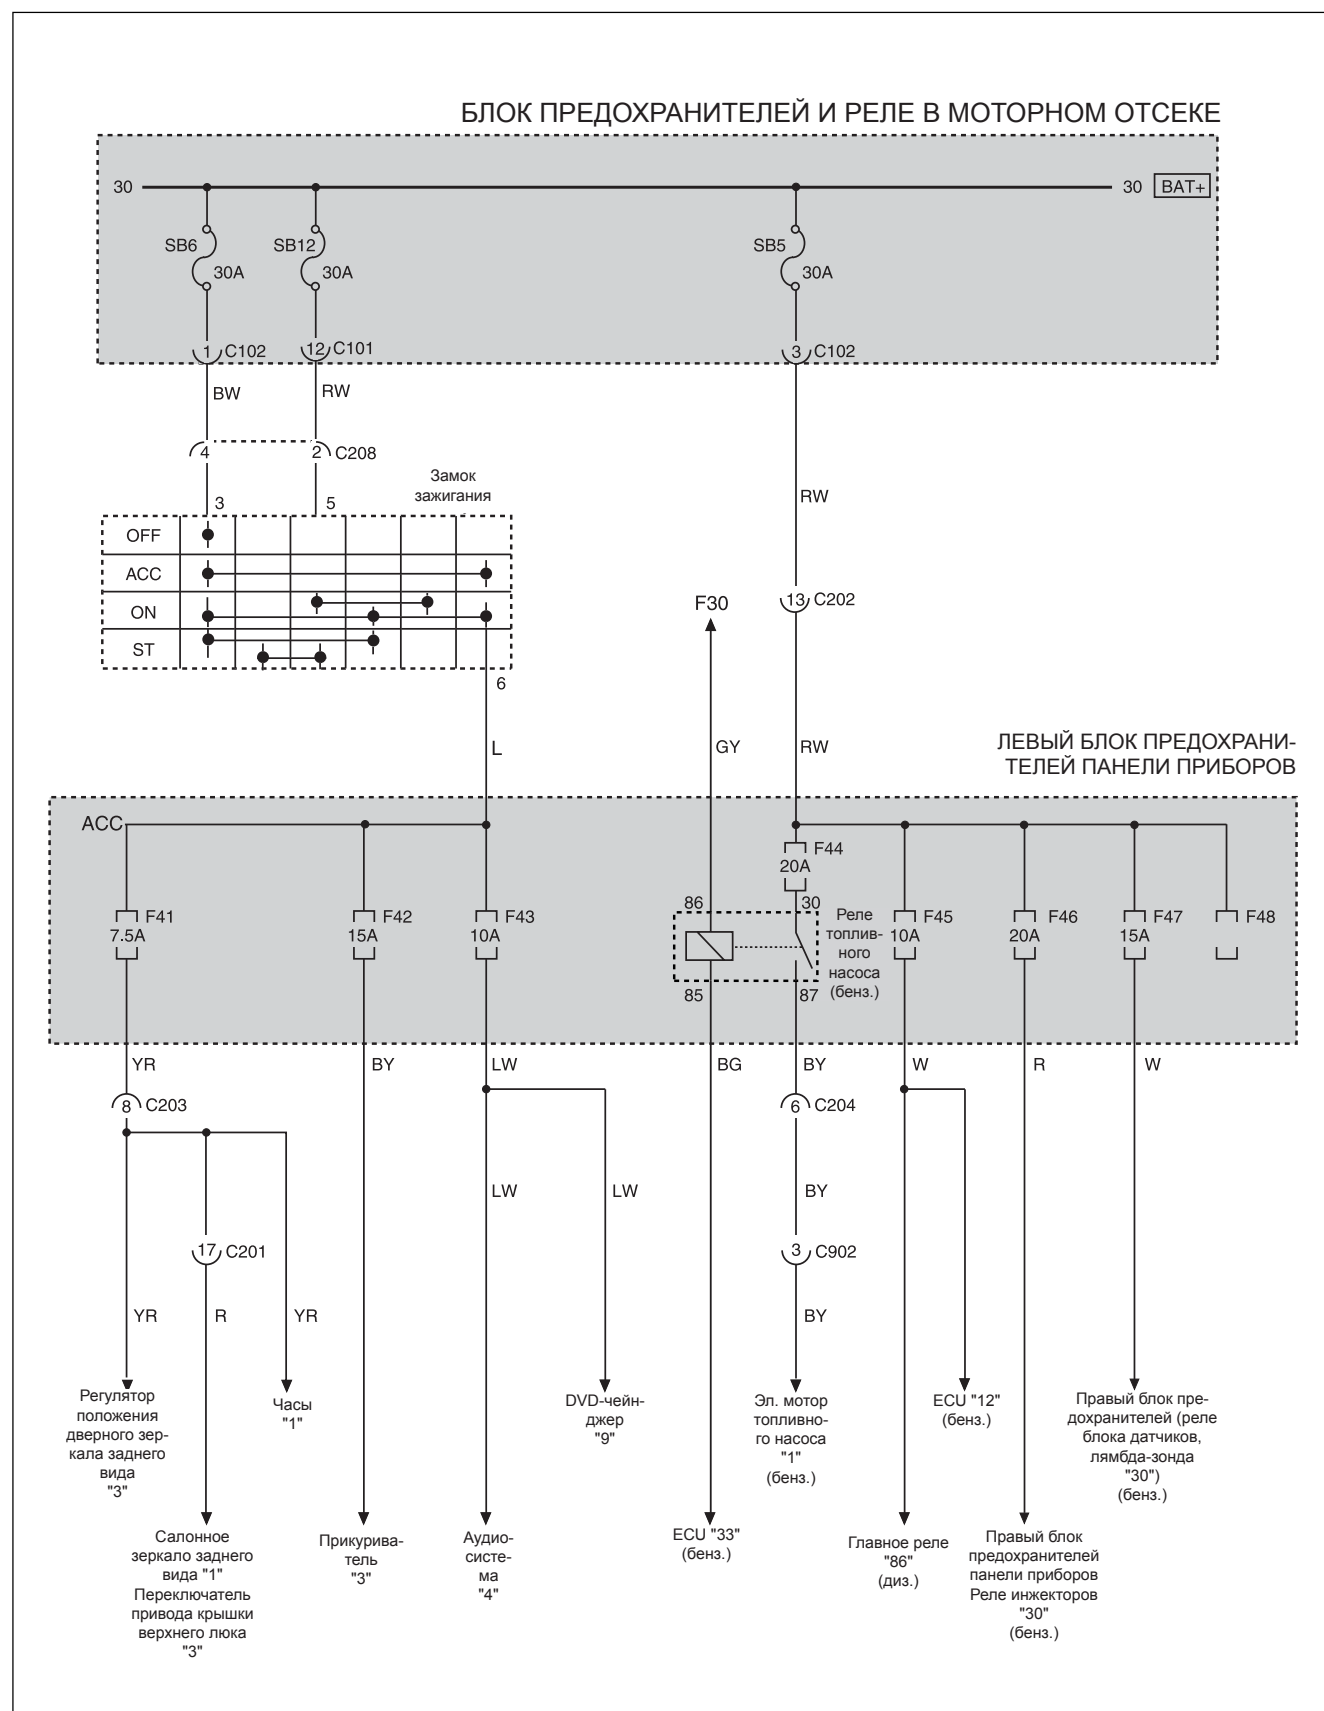 БЛОК ПРЕДОХРАНИТЕЛЕЙ И РЕЛЕ В МОТОРНОМ ОТСЕКЕ
30
30
BAT+
SB6
30A
SB12
30A
SB5
30A
1 C102
12 C101
3 C102
BW
RW
4
2 C208
Замок
зажигания
RW
3
5
OFF
ACC
ON
ST
F30
13 C202
6
L
GY
RW
ЛЕВЫЙ БЛОК ПРЕДОХРАНИ-
ТЕЛЕЙ ПАНЕЛИ ПРИБОРОВ
ACC
F44
20A
F41
7.5A
F42
15A
F43
10A
86
30
85
87
Реле
топлив-
ного
насоса
(бенз.)
F45
10A
F46
20A
F47
15A
F48
YR
BY
LW
BG
BY
W
R
W
8 C203
6 C204
LW
LW
BY
17 C201
3 C902
YR
R
YR
BY
Регулятор
положения
дверного зер-
кала заднего
вида
"3"
Часы
"1"
DVD-чейн-
джер
"9"
Эл. мотор
топливно-
го насоса
"1"
(бенз.)
ECU "12"
(бенз.)
Правый блок пре-
дохранителей (реле
блока датчиков,
лямбда-зонда
"30")
(бенз.)
Салонное
зеркало заднего
вида "1"
Переключатель
привода крышки
верхнего люка
"3"
Прикурива-
тель
"3"
Аудио-
систе-
ма
"4"
ECU "33"
(бенз.)
Главное реле
"86"
(диз.)
Правый блок
предохранителей
панели приборов
Реле инжекторов
"30"
(бенз.)